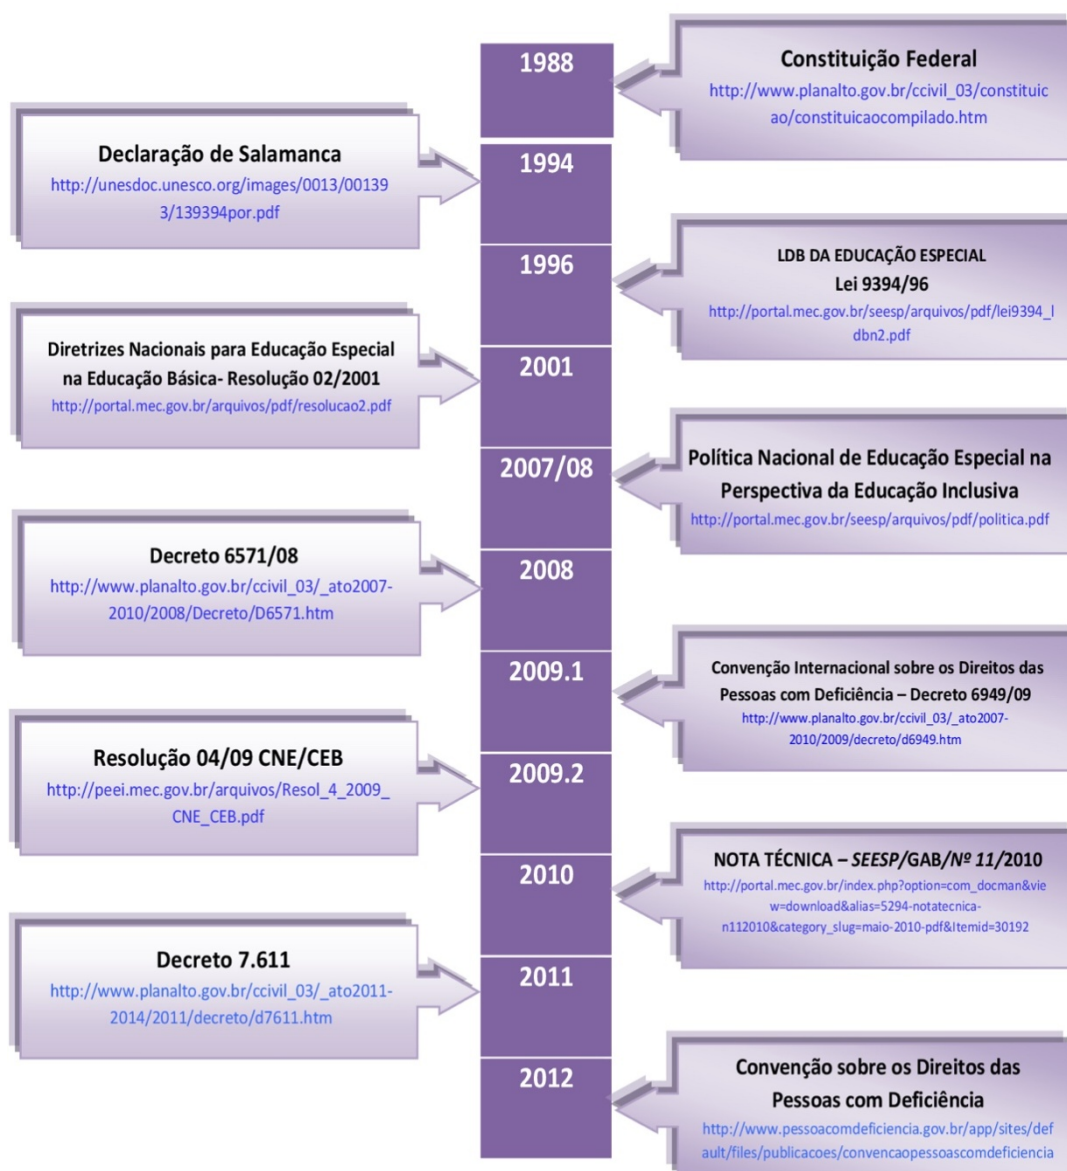 1988
Constituição Federal
http://www.planalto.gov.br/ccivil_03/constituic
ao/constituicaocompilado.htm
Declaração de Salamanca
http://unesdoc.unesco.org/images/0013/00139
3/139394por.pdf
1994
1996
LDB DA EDUCAÇÃO ESPECIAL
Lei 9394/96
http://portal.mec.gov.br/seesp/arquivos/pdf/lei9394_l
dbn2.pdf
Diretrizes Nacionais para Educação Especial
na Educação Básica- Resolução 02/2001
http://portal.mec.gov.br/arquivos/pdf/resolucao2.pdf
2001
2007/08
Política Nacional de Educação Especial na
Perspectiva da Educação Inclusiva
http://portal.mec.gov.br/seesp/arquivos/pdf/politica.pdf
Decreto 6571/08
http://www.planalto.gov.br/ccivil_03/_ato2007-
2010/2008/Decreto/D6571.htm
2008
2009.1
Convenção Internacional sobre os Direitos das
Pessoas com Deficiência – Decreto 6949/09
http://www.planalto.gov.br/ccivil_03/_ato2007-
2010/2009/decreto/d6949.htm
Resolução 04/09 CNE/CEB
http://peei.mec.gov.br/arquivos/Resol_4_2009_
CNE_CEB.pdf
2009.2
2010
NOTA TÉCNICA – SEESP/GAB/Nº 11/2010
http://portal.mec.gov.br/index.php?option=com_docman&vie
w=download&alias=5294-notatecnica-
n112010&category_slug=maio-2010-pdf&Itemid=30192
Decreto 7.611
http://www.planalto.gov.br/ccivil_03/_ato2011-
2014/2011/decreto/d7611.htm
2011
2012
Convenção sobre os Direitos das
Pessoas com Deficiência
http://www.pessoacomdeficiencia.gov.br/app/sites/def
ault/files/publicacoes/convencaopessoascomdeficiencia